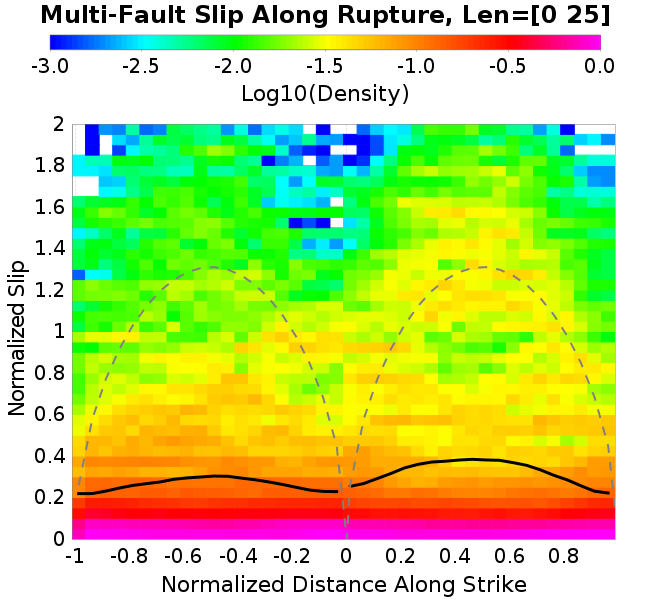 Multi-Fault Slip Along Rupture, Len=[0 25]
-3.0 -2.5 -2.0 -1.5 -1.0 -0.5 0.0
Log10(Density)
2
1.8
1.6
1.4
1.2
1
0.8
0.6
0.4
0.2
0
Normalized Slip
-1 -0.8 -0.6 -0.4 -0.2 0 0.2 0.4 0.6 0.8
Normalized Distance Along Strike